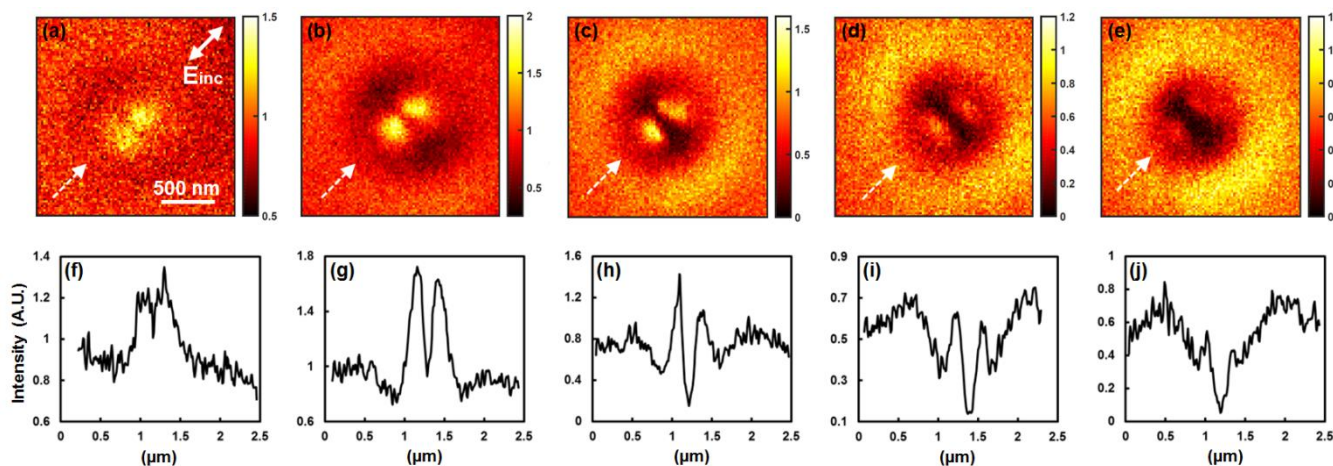 (a) E_inc 500 nm 1.5 1 0.5
(b) 2 1.5 1 0.5
(c) 1.5 1 0.5 0
(d) 1.2 1 0.8 0.6 0.4 0.2 0
(e)
Intensity (A.U.)
(f) 1.4 1.2 1 0.8 0.6 0 0.5 1 1.5 2 2.5 (µm)
(g) 1.8 1.4 1 0.6 0 0.5 1 1.5 2 2.5 (µm)
(h) 1.6 1.2 0.8 0.4 0 0 0.5 1 1.5 2 2.5 (µm)
(i) 0.9 0.7 0.5 0.3 0.1 0 0.5 1 1.5 2 2.5 (µm)
(j) 1 0.8 0.6 0.4 0.2 0 0 0.5 1 1.5 2 2.5 (µm)